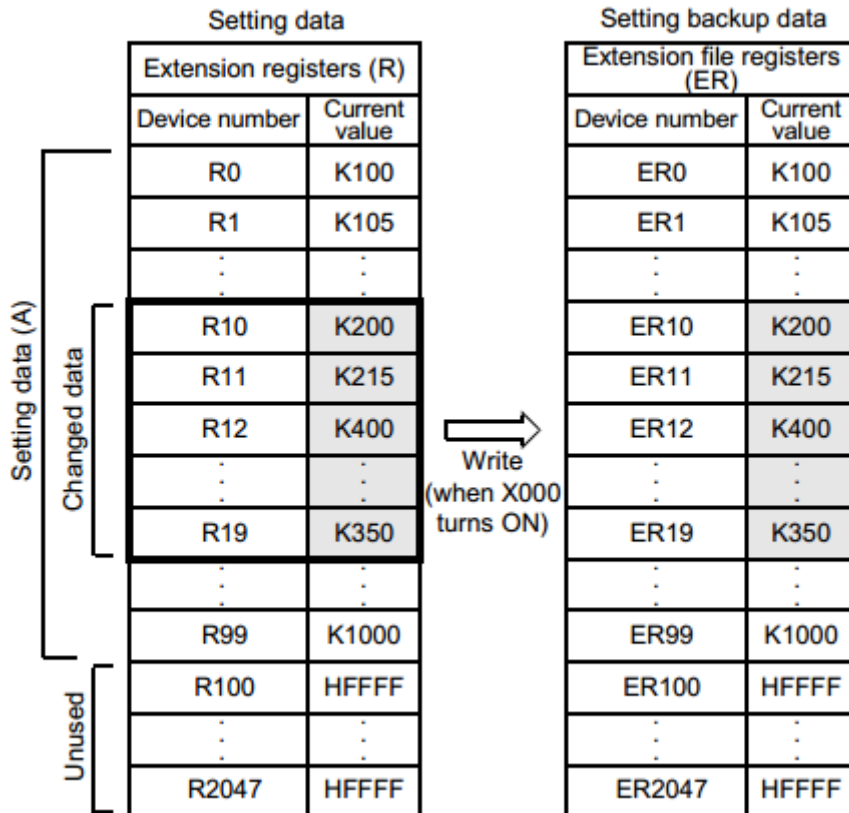 Setting data
Setting backup data
Extension registers (R)
Extension file registers
(ER)
Device number
Current
value
Device number
Current
value
R0 K100 ER0 K100
R1 K105 ER1 K105
: : : :
R10 K200 ER10 K200
R11 K215 ER11 K215
R12 K400 ER12 K400
: : : :
R19 K350 ER19 K350
: : : :
R99 K1000 ER99 K1000
R100 HFFFF ER100 HFFFF
: : : :
R2047 HFFFF ER2047 HFFFF
Setting data (A)
Changed data
Unused
Write
(when X000
turns ON)